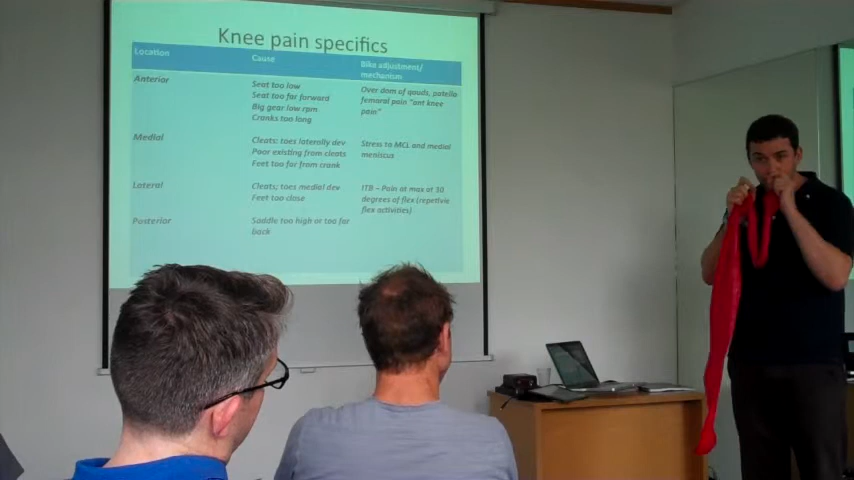 Knee pain specifics
Location Cause Bike adjustment/
mechanism
Anterior Seat too low Over dom of qauds, patello
Seat too far forward femoral pain "ant knee
Big gear low rpm pain"
Cranks too long
Medial Cleats: toes laterally dev Stress to MCL and medial
Poor existing from cleats meniscus
Feet too far from crank
Lateral Cleats; toes medial dev ITB – Pain at max at 30
Feet too close degrees of flex (repetivie
flex activities)
Posterior Saddle too high or too far
back